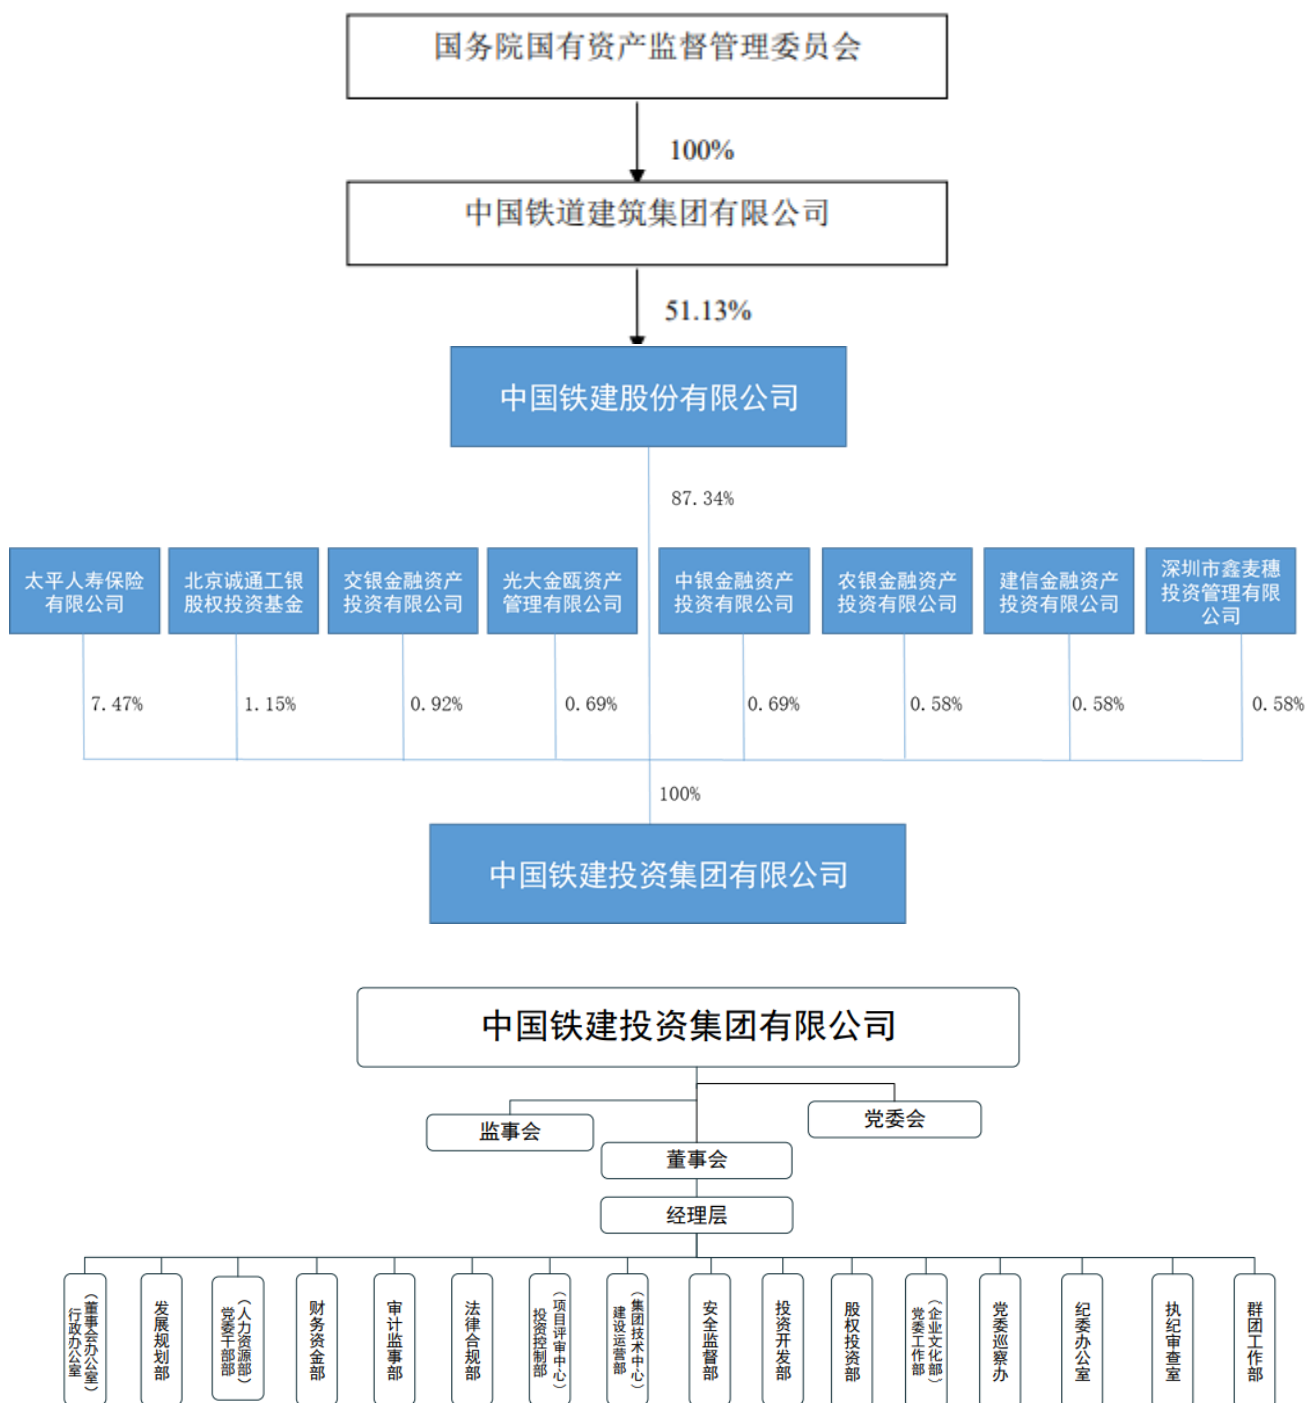 国务院国有资产监督管理委员会
100%
中国铁道建筑集团有限公司
51.13%
中国铁建股份有限公司
87.34%
太平人寿保险
有限公司
北京诚通工银
股权投资基金
交银金融资产
投资有限公司
光大金瓯资产
管理有限公司
中银金融资产
投资有限公司
农银金融资产
投资有限公司
建信金融资产
投资有限公司
深圳市鑫麦穗
投资管理有限
公司
7.47%
1.15%
0.92%
0.69%
0.69%
0.58%
0.58%
0.58%
100%
中国铁建投资集团有限公司
中国铁建投资集团有限公司
监事会
党委会
董事会
经理层
行政办公室
（董事会办公室）
发展规划部
党委干部部
（人力资源部）
财务资金部
审计监事部
法律合规部
投资控制部
（项目评审中心）
建设运营部
（集团技术中心）
安全监督部
投资开发部
股权投资部
党委工作部
（企业文化部）
党委巡察办
纪委办公室
执纪审查室
群团工作部